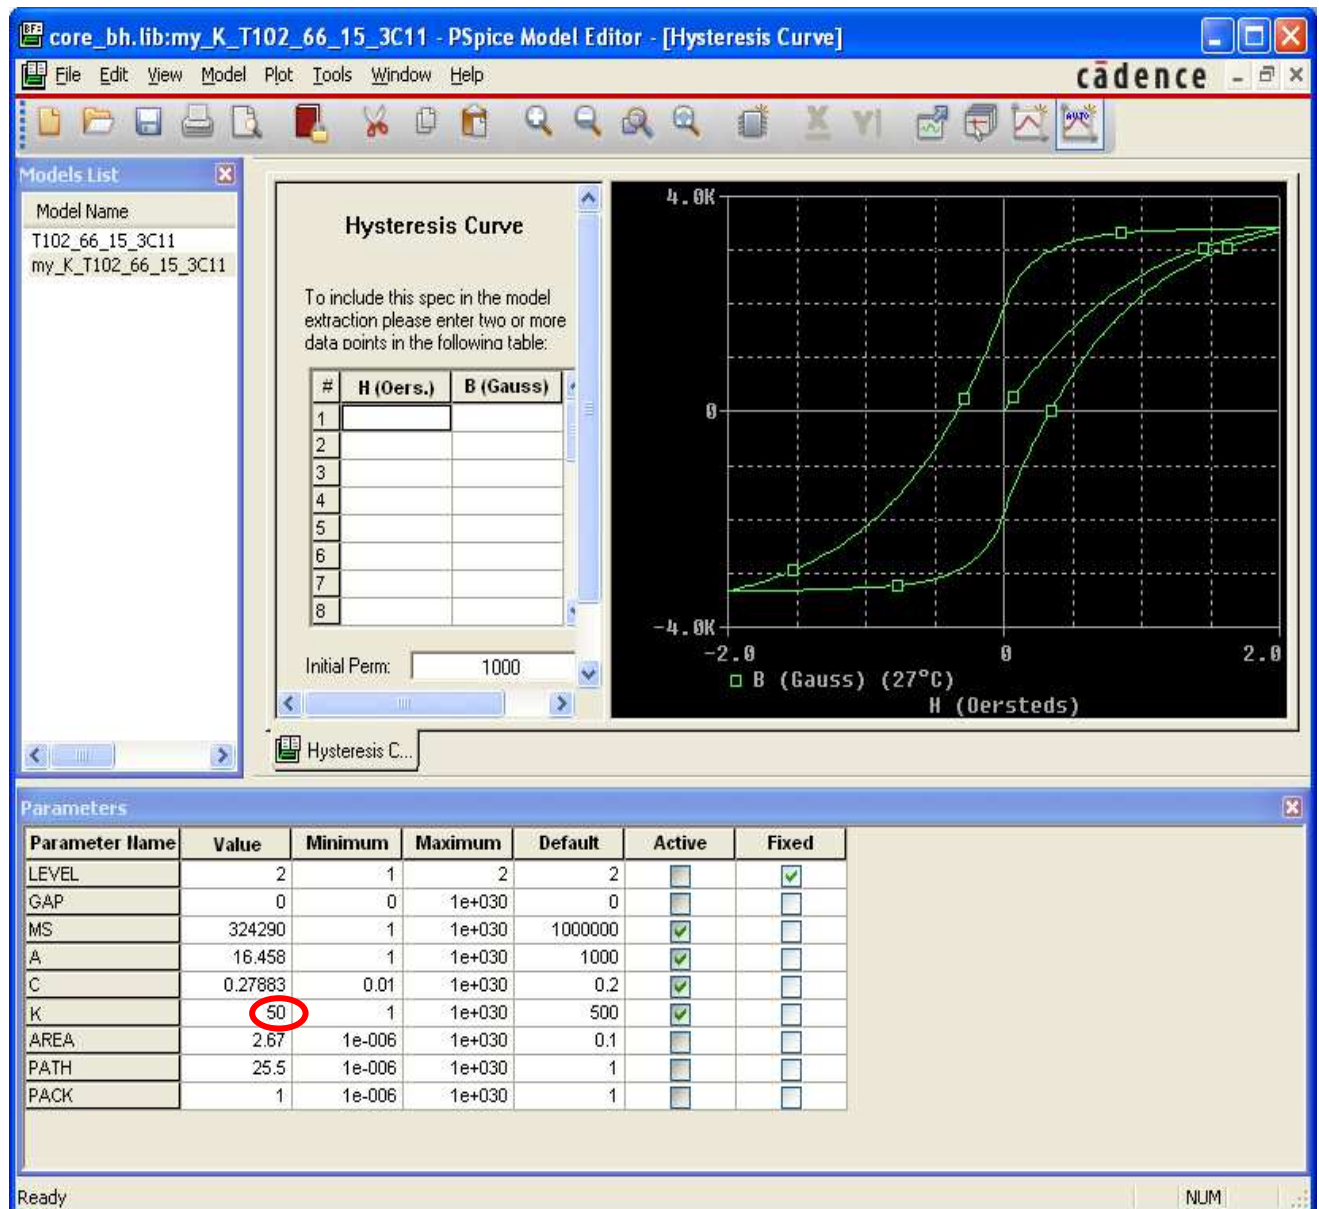 core_bh.lib:my_K_T102_66_15_3C11 - PSpice Model Editor - [Hysteresis Curve]
File Edit View Model Plot Tools Window Help
cādence
Models List
Model Name
T102_66_15_3C11
my_K_T102_66_15_3C11
Hysteresis Curve
To include this spec in the model
extraction please enter two or more
data points in the following table:
# H (Oers.) B (Gauss)
1
2
3
4
5
6
7
8
Initial Perm: 1000
4.0K
0
-4.0K
-2.0 0 2.0
B (Gauss) (27°C)
H (Oersteds)
Hysteresis C...
Parameters
Parameter Name Value Minimum Maximum Default Active Fixed
LEVEL 2 1 2 2
GAP 0 0 1e+030 0
MS 324290 1 1e+030 1000000
A 16.458 1 1e+030 1000
C 0.27883 0.01 1e+030 0.2
K 50 1 1e+030 500
AREA 2.67 1e-006 1e+030 0.1
PATH 25.5 1e-006 1e+030 1
PACK 1 1e-006 1e+030 1
Ready
NUM